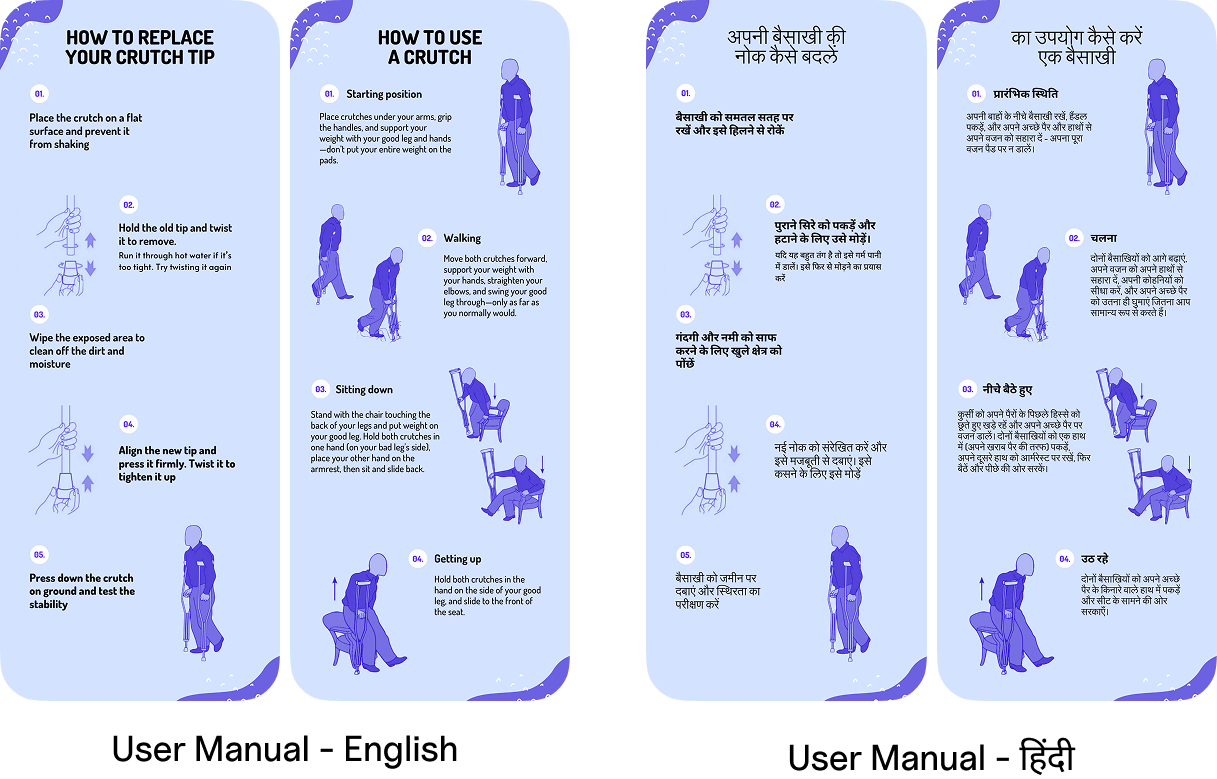 HOW TO REPLACE
YOUR CRUTCH TIP
01.
Place the crutch on a flat
surface and prevent it
from shaking
02.
Hold the old tip and twist
it to remove.
Run it through hot water if it's
too tight. Try twisting it again
03.
Wipe the exposed area to
clean off the dirt and
moisture
04.
Align the new tip and
press it firmly. Twist it to
tighten it up
05.
Press down the crutch
on ground and test the
stability
HOW TO USE
A CRUTCH
01. Starting position
Place crutches under your arms, grip
the handles, and support your
weight with your good leg and hands
—don't put your entire weight on the
pads.
02. Walking
Move both crutches forward,
support your weight with
your hands, straighten your
elbows, and swing your good
leg through—only as far as
you normally would.
03. Sitting down
Stand with the chair touching the
back of your legs and put weight on
your good leg. Hold both crutches in
one hand (on your bad leg's side),
place your other hand on the
armrest, then sit and slide back.
04. Getting up
Hold both crutches in the
hand on the side of your good
leg, and slide to the front of
the seat.
User Manual - English
अपनी बैसाखी की
नोक कैसे बदलें
01.
बैसाखी को समतल सतह पर
रखें और इसे हिलने से रोकें
02.
पुराने सिरे को पकड़ें और
हटाने के लिए उसे मोड़ें।
यदि यह बहुत तंग है तो इसे गर्म पानी
में डालें। इसे फिर से मोड़ने का प्रयास
करें
03.
गंदगी और नमी को साफ
करने के लिए खुले क्षेत्र को
पोंछें
04.
नई नोक को संरेखित करें और
इसे मजबूती से दबाएं। इसे
कसने के लिए इसे मोड़ें
05.
बैसाखी को जमीन पर
दबाएं और स्थिरता का
परीक्षण करें
का उपयोग कैसे करें
एक बैसाखी
01. प्रारंभिक स्थिति
अपनी बाहों के नीचे बैसाखी रखें, हैंडल
पकड़ें, और अपने अच्छे पैर और हाथों से
अपने वजन को सहारा दें - अपना पूरा
वजन पैड पर न डालें।
02. चलना
दोनों बैसाखियों को आगे बढ़ाएं,
अपने वजन को अपने हाथों से
सहारा दें, अपनी कोहनियों को
सीधा करें, और अपने अच्छे पैर
को उतना ही घुमाएं जितना आप
सामान्य रूप से करते हैं।
03. नीचे बैठे हुए
कुर्सी को अपने पैरों के पिछले हिस्से को
छूते हुए खड़े रहें और अपने अच्छे पैर पर
वजन डालें। दोनों बैसाखियों को एक हाथ
में (अपने खराब पैर की तरफ) पकड़ें,
अपने दूसरे हाथ को आर्मरेस्ट पर रखें, फिर
बैठें और पीछे की ओर सरकें।
04. उठ रहे
दोनों बैसाखियों को अपने अच्छे
पैर के किनारे वाले हाथ में पकड़ें
और सीट के सामने की ओर
सरकाएँ।
User Manual - हिंदी